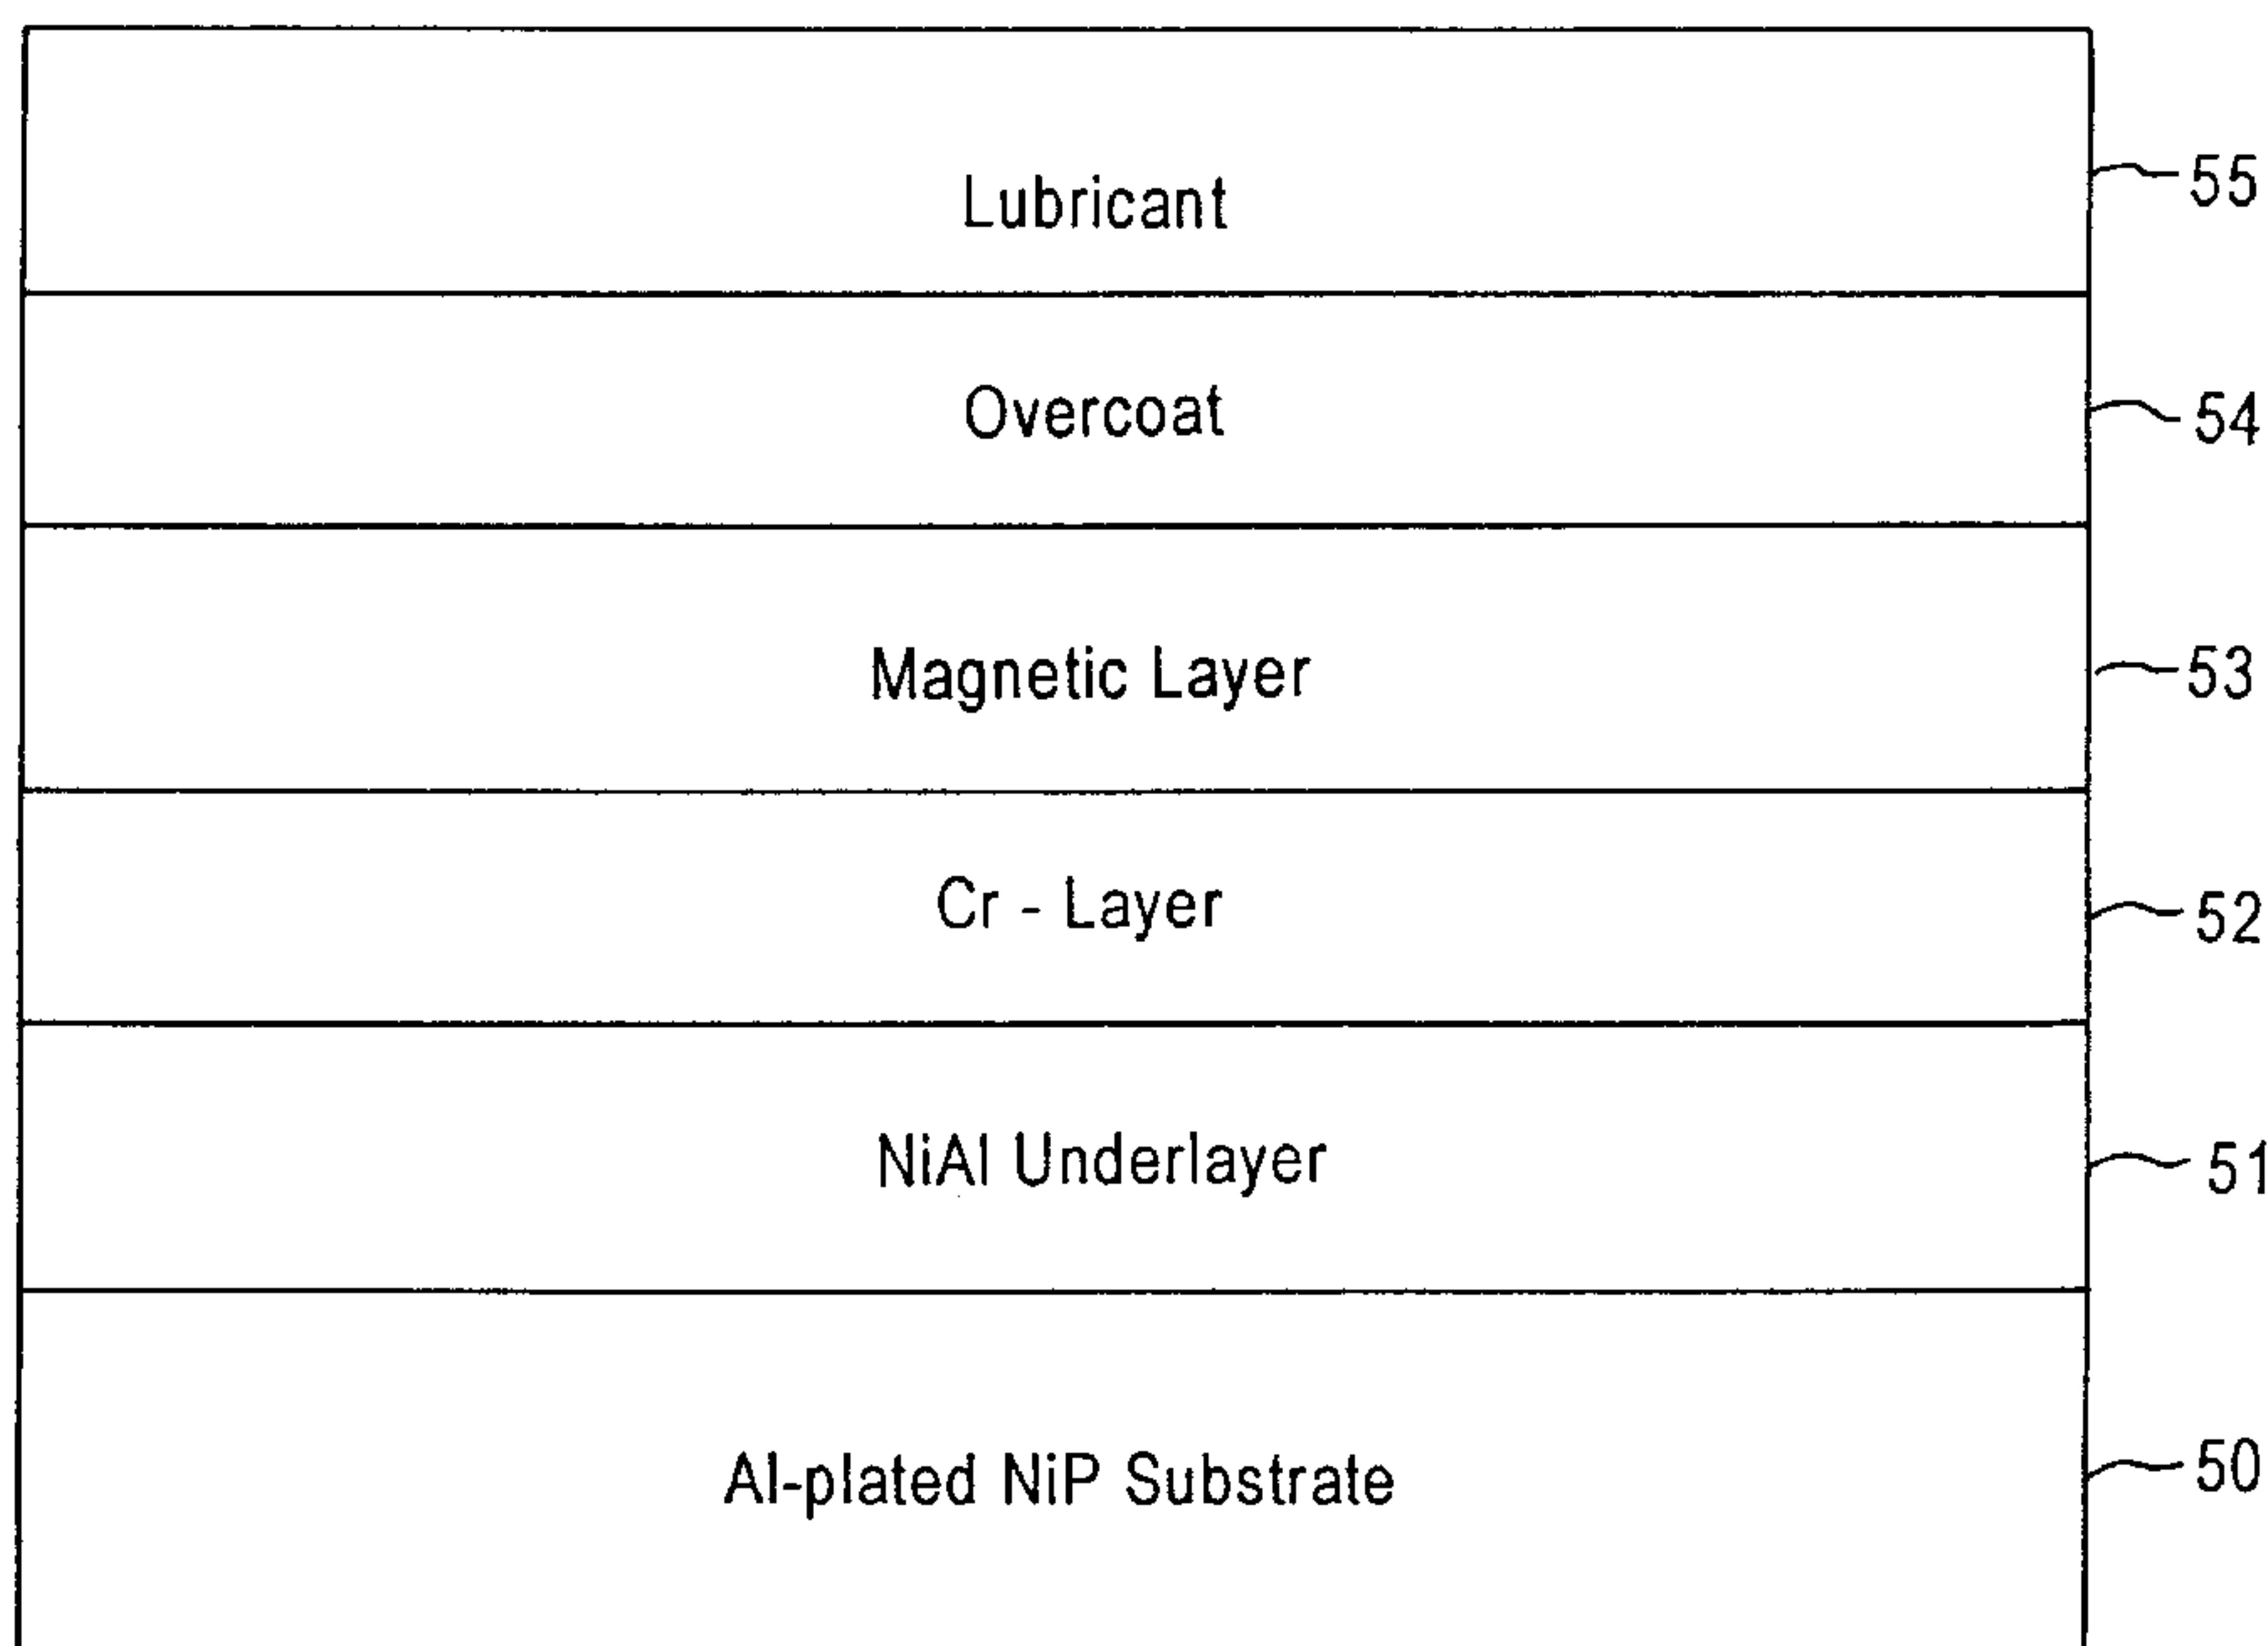 Lubricant 55
Overcoat 54
Magnetic Layer 53
Cr - Layer 52
NiAl Underlayer 51
Al-plated NiP Substrate 50